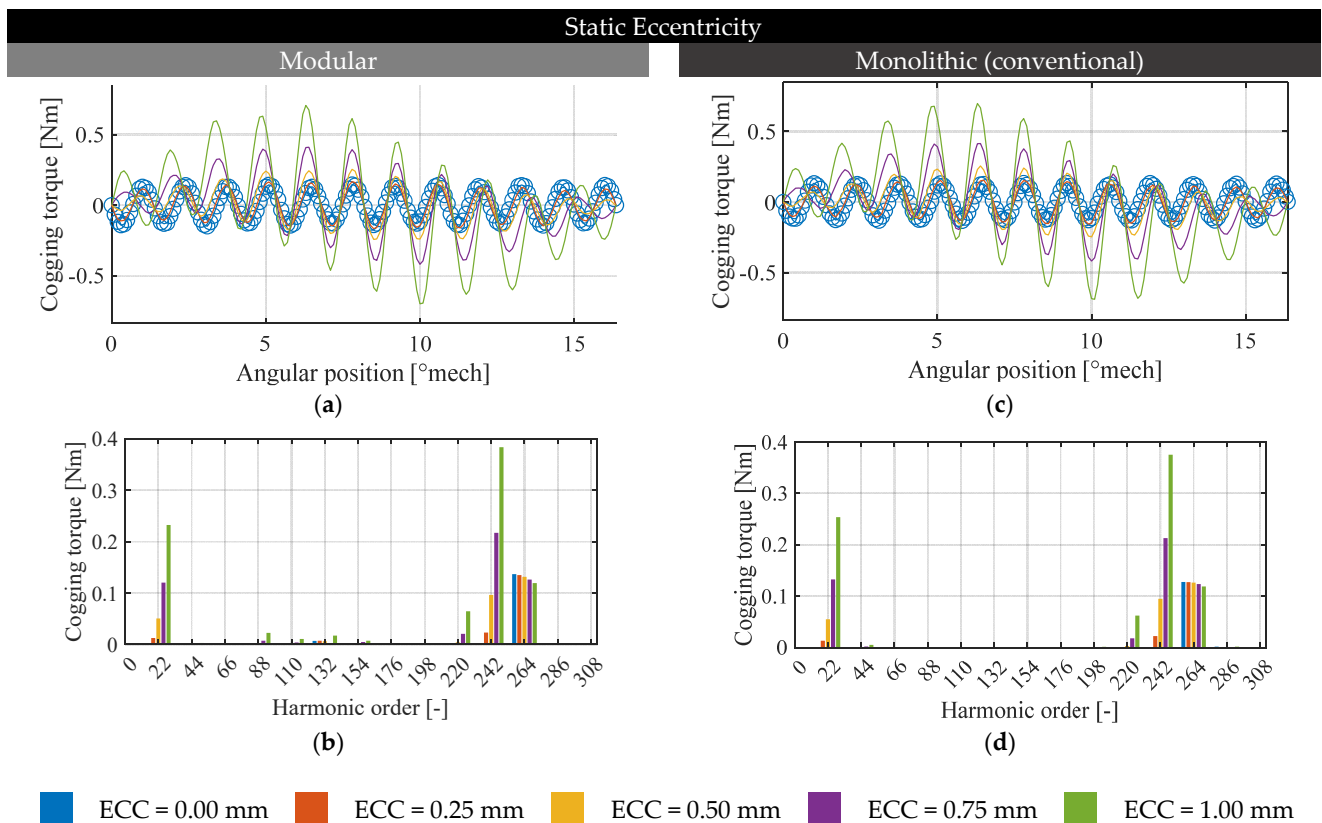 Static Eccentricity
Modular
Monolithic (conventional)
Cogging torque [Nm]
0.5
0
-0.5
0 5 10 15
Angular position [°mech]
(a)
Cogging torque [Nm]
0.5
0
-0.5
0 5 10 15
Angular position [°mech]
(c)
Cogging torque [Nm]
0.4
0.3
0.2
0.1
0
0 22 44 66 88 110 132 154 176 198 220 242 264 286 308
Harmonic order [-]
(b)
Cogging torque [Nm]
0.4
0.3
0.2
0.1
0
0 22 44 66 88 110 132 154 176 198 220 242 264 286 308
Harmonic order [-]
(d)
ECC = 0.00 mm ECC = 0.25 mm ECC = 0.50 mm ECC = 0.75 mm ECC = 1.00 mm